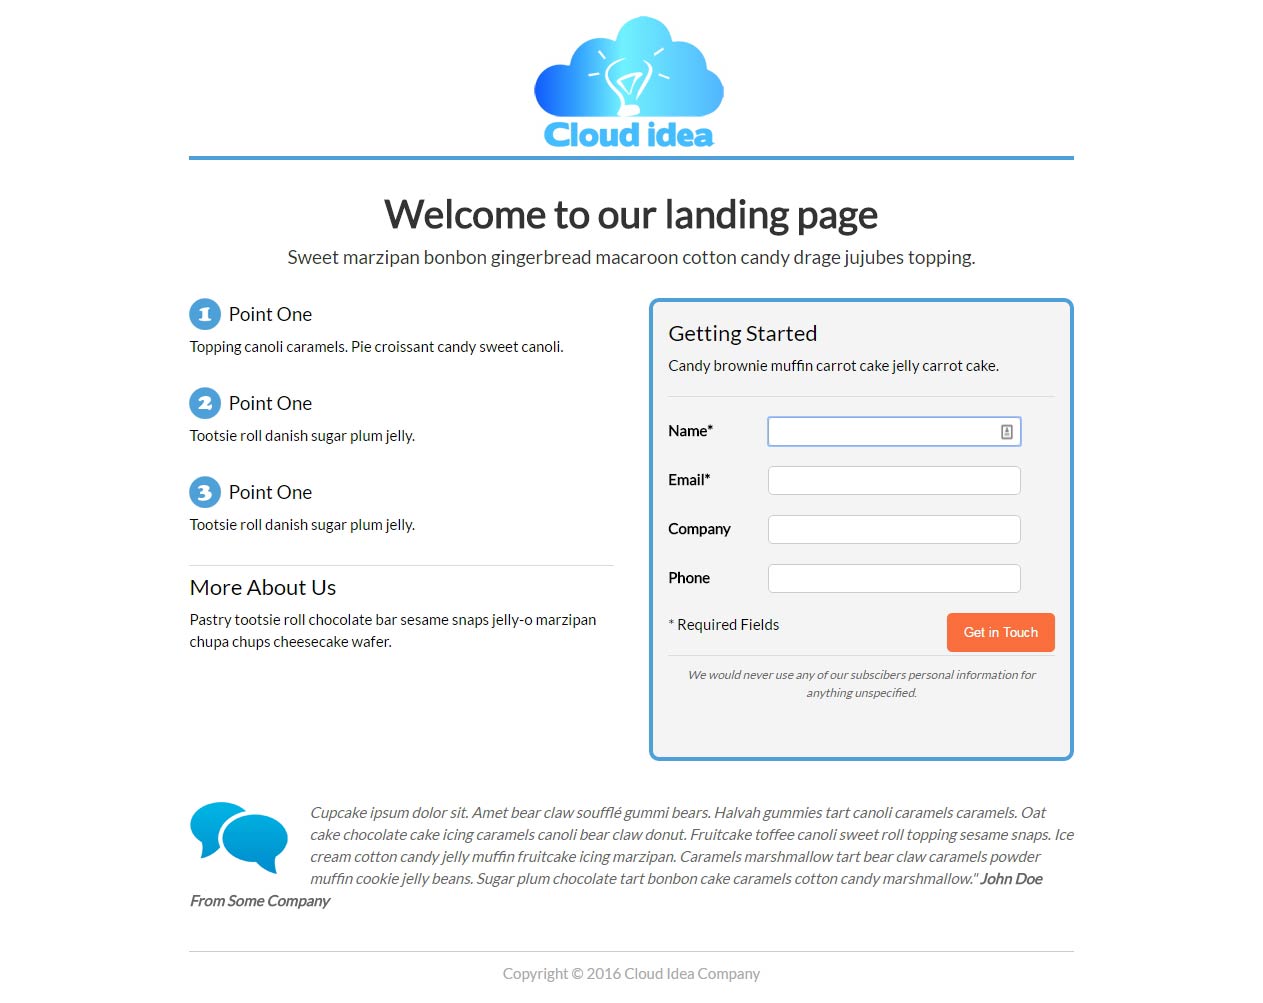 Cloud idea
Welcome to our landing page
Sweet marzipan bonbon gingerbread macaroon cotton candy drage jujubes topping.
1 Point One
Topping canoli caramels. Pie croissant candy sweet canoli.
2 Point One
Tootsie roll danish sugar plum jelly.
3 Point One
Tootsie roll danish sugar plum jelly.
More About Us
Pastry tootsie roll chocolate bar sesame snaps jelly-o marzipan
chupa chups cheesecake wafer.
Getting Started
Candy brownie muffin carrot cake jelly carrot cake.
Name*
Email*
Company
Phone
* Required Fields
Get in Touch
We would never use any of our subscibers personal information for
anything unspecified.
Cupcake ipsum dolor sit. Amet bear claw soufflé gummi bears. Halvah gummies tart canoli caramels caramels. Oat
cake chocolate cake icing caramels canoli bear claw donut. Fruitcake toffee canoli sweet roll topping sesame snaps. Ice
cream cotton candy jelly muffin fruitcake icing marzipan. Caramels marshmallow tart bear claw caramels powder
muffin cookie jelly beans. Sugar plum chocolate tart bonbon cake caramels cotton candy marshmallow." John Doe
From Some Company
Copyright © 2016 Cloud Idea Company